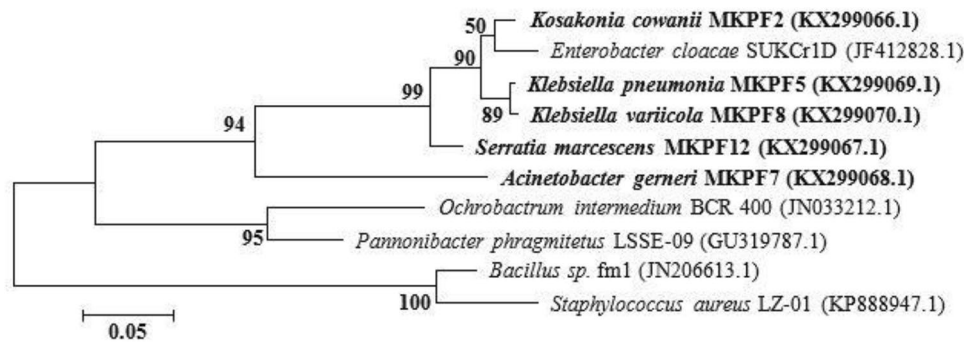 Kosakonia cowanii MKPF2 (KX299066.1)
50
Enterobacter cloacae SUKCr1D (JF412828.1)
90
Klebsiella pneumonia MKPF5 (KX299069.1)
99
Klebsiella variicola MKPF8 (KX299070.1)
89
94
Serratia marcescens MKPF12 (KX299067.1)
Acinetobacter gerneri MKPF7 (KX299068.1)
Ochrobactrum intermedium BCR 400 (JN033212.1)
95
Pannonibacter phragmitetus LSSE-09 (GU319787.1)
Bacillus sp. fm1 (JN206613.1)
100
Staphylococcus aureus LZ-01 (KP888947.1)
0.05